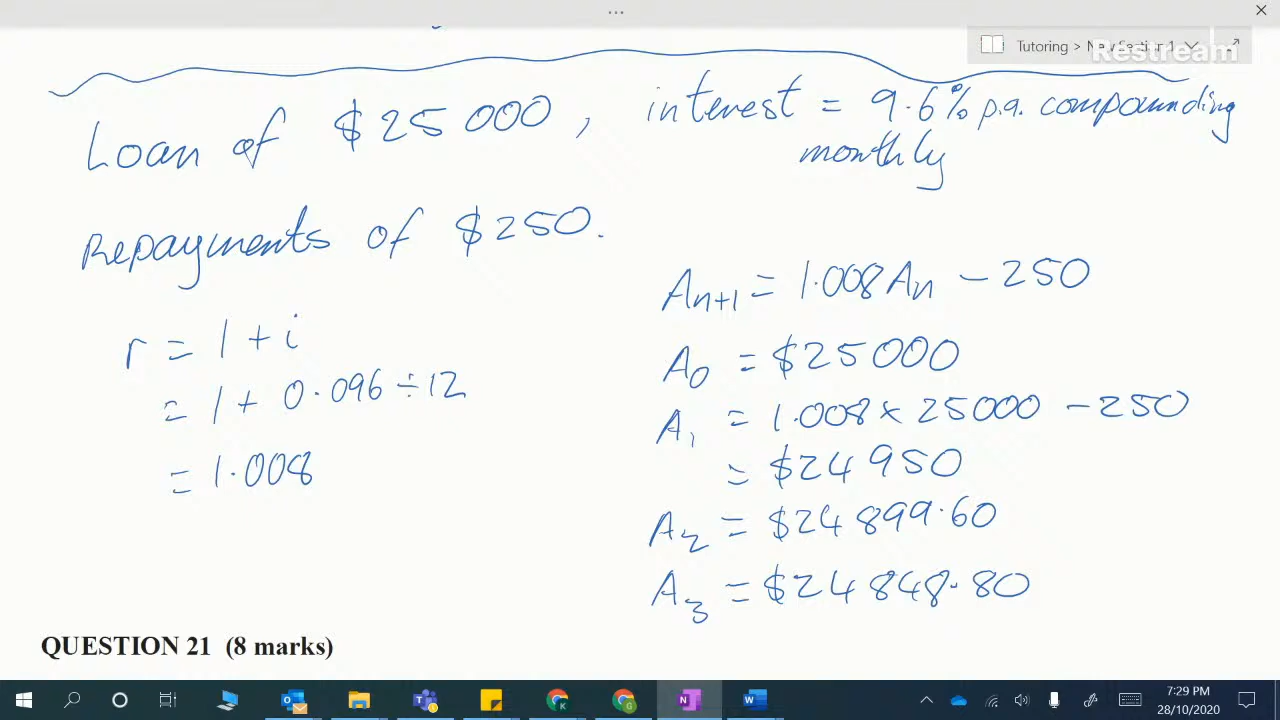 Tutoring > New Section 1
Restream
Loan of $25 000, interest = 9.6% p.a. compounding
monthly
Repayments of $250.
r = 1 + i
= 1 + 0.096 ÷ 12
= 1.008
Aₙ₊₁ = 1.008Aₙ − 250
A₀ = $25 000
A₁ = 1.008 × 25000 − 250
= $24 950
A₂ = $24 899.60
A₃ = $24 848.80
QUESTION 21 (8 marks)
7:29 PM
28/10/2020